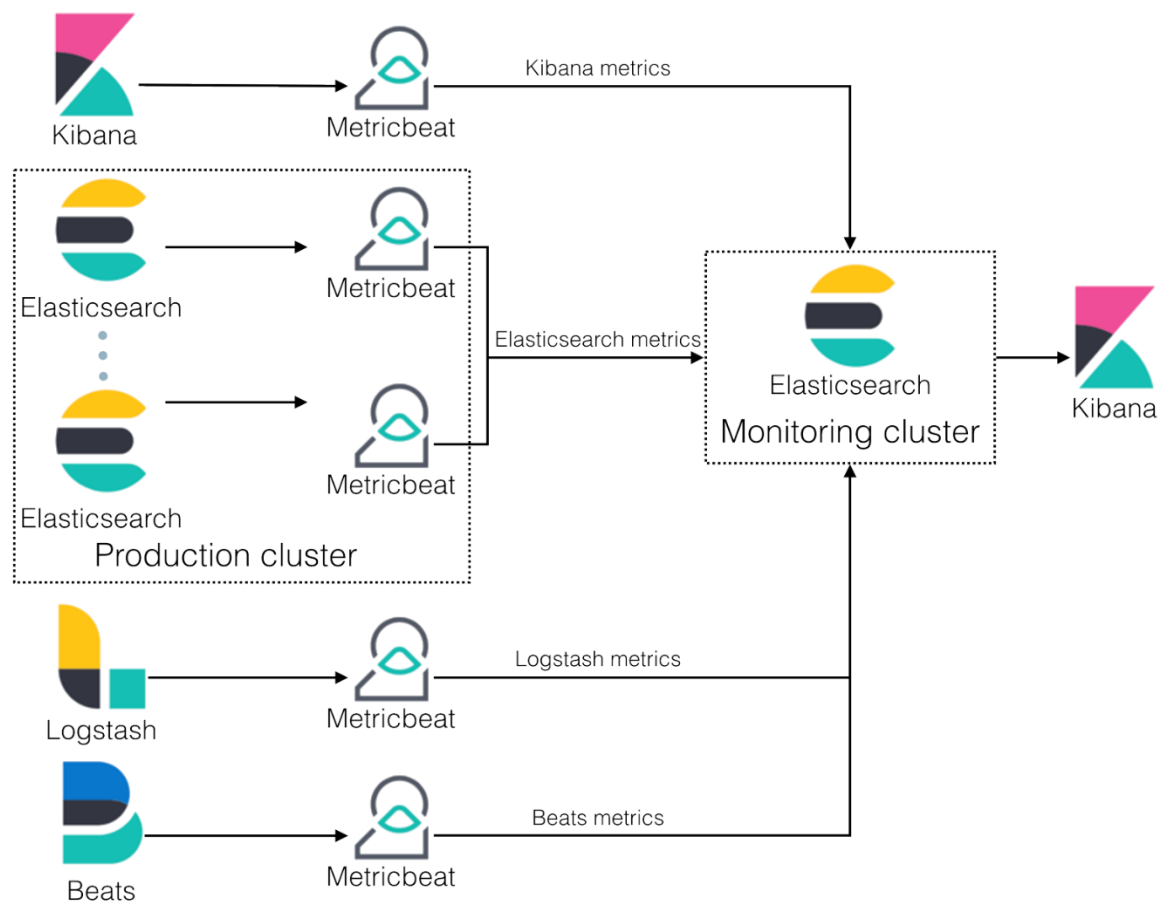 Kibana
Metricbeat
Kibana metrics
Elasticsearch
Metricbeat
Elasticsearch
Metricbeat
Production cluster
Elasticsearch metrics
Elasticsearch
Monitoring cluster
Kibana
Logstash
Metricbeat
Logstash metrics
Beats
Metricbeat
Beats metrics